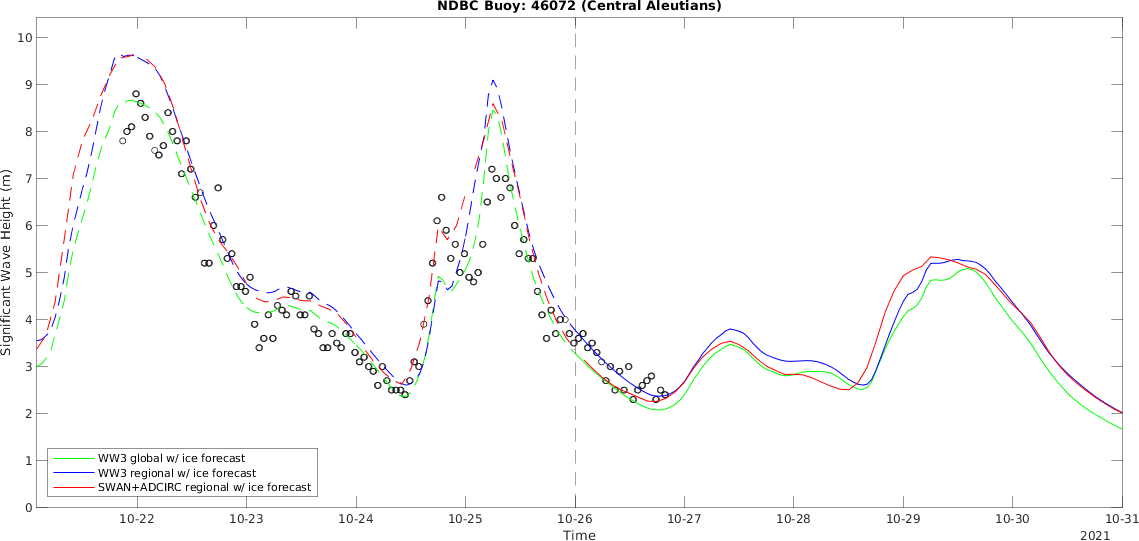 NDBC Buoy: 46072 (Central Aleutians)
Significant Wave Height (m)
10
9
8
7
6
5
4
3
2
1
0
WW3 global w/ ice forecast
WW3 regional w/ ice forecast
SWAN+ADCIRC regional w/ ice forecast
10-22 10-23 10-24 10-25 10-26 10-27 10-28 10-29 10-30 10-31
Time
2021